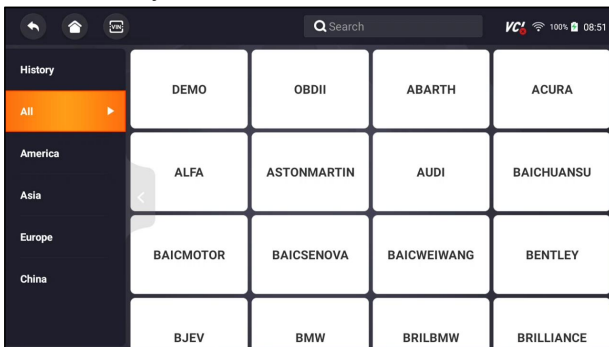 VIN
Search
VCI 100% 08:51
History
All
America
Asia
Europe
China
DEMO OBDII ABARTH ACURA
ALFA ASTONMARTIN AUDI BAICHUANSU
BAICMOTOR BAICSENOVA BAICWEIWANG BENTLEY
BJEV BMW BRILBMW BRILLIANCE